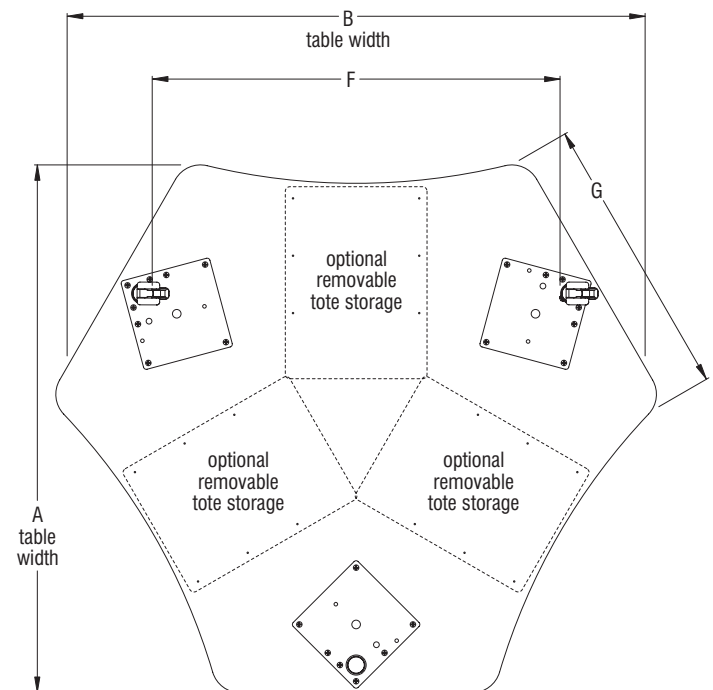 B
table width
F
G
optional
removable
tote storage
optional
removable
tote storage
optional
removable
tote storage
A
table
width